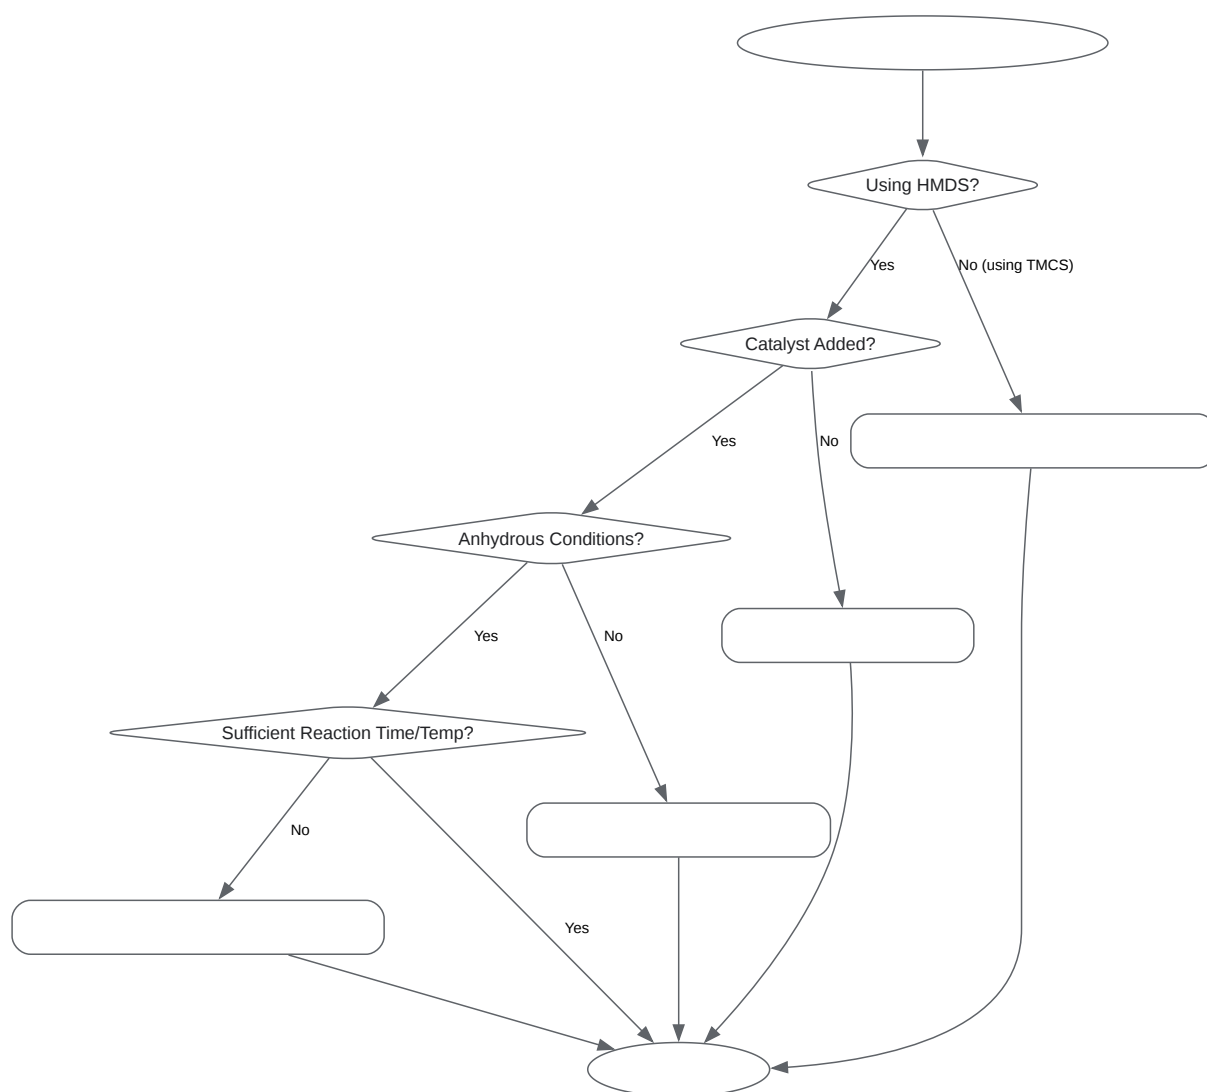 Using HMDS?
Yes
No (using TMCS)
Catalyst Added?
Yes
No
Anhydrous Conditions?
Yes
No
Sufficient Reaction Time/Temp?
No
Yes